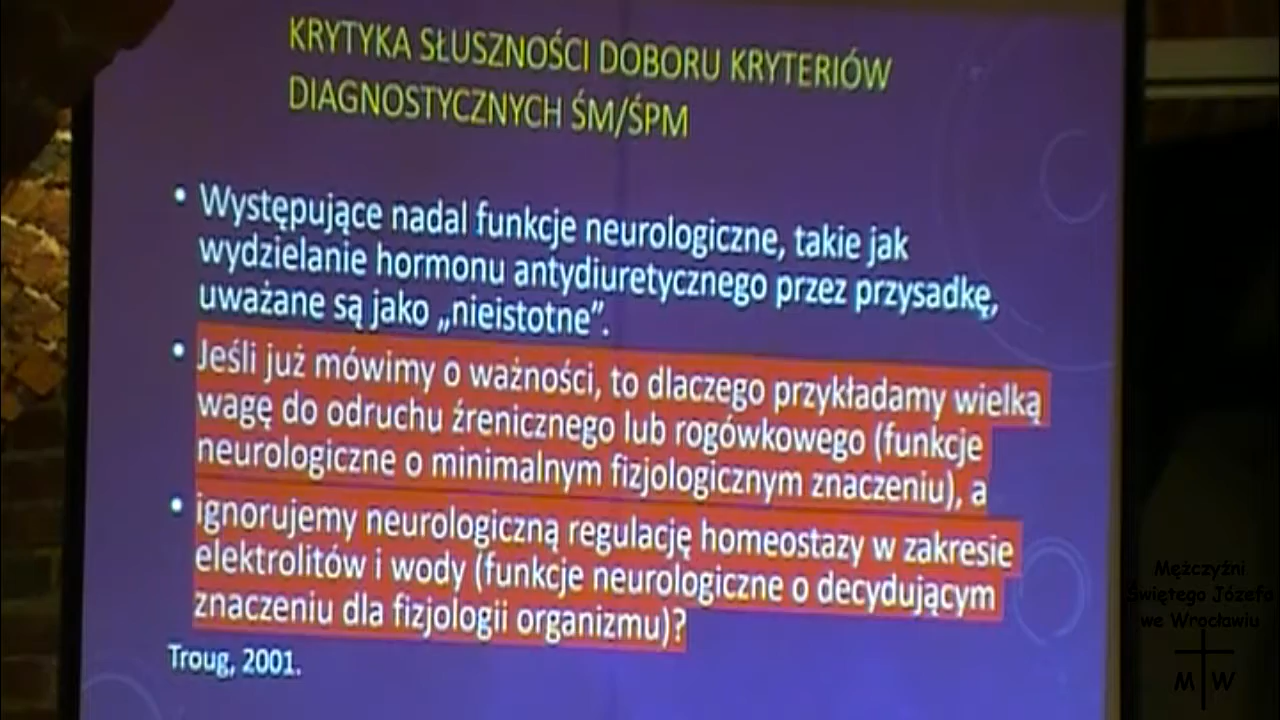 KRYTYKA SŁUSZNOŚCI DOBORU KRYTERIÓW
DIAGNOSTYCZNYCH ŚM/ŚPM
• Występujące nadal funkcje neurologiczne, takie jak
wydzielanie hormonu antydiuretycznego przez przysadkę,
uważane są jako „nieistotne”.
• Jeśli już mówimy o ważności, to dlaczego przykładamy wielką
wagę do odruchu źrenicznego lub rogówkowego (funkcje
neurologiczne o minimalnym fizjologicznym znaczeniu), a
• ignorujemy neurologiczną regulację homeostazy w zakresie
elektrolitów i wody (funkcje neurologiczne o decydującym
znaczeniu dla fizjologii organizmu)?
Troug, 2001.
Mężczyźni
Świętego Józefa
we Wrocławiu
M W